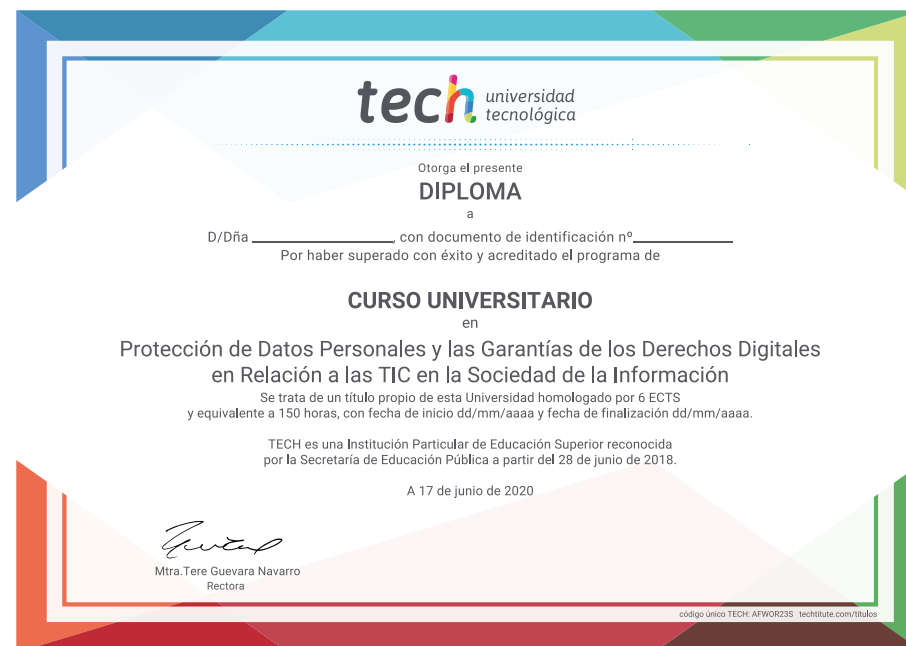 tech universidad
tecnológica
Otorga el presente
DIPLOMA
a
D/Dña ____________________, con documento de identificación nº______________
Por haber superado con éxito y acreditado el programa de
CURSO UNIVERSITARIO
en
Protección de Datos Personales y las Garantías de los Derechos Digitales
en Relación a las TIC en la Sociedad de la Información
Se trata de un título propio de esta Universidad homologado por 6 ECTS
y equivalente a 150 horas, con fecha de inicio dd/mm/aaaa y fecha de finalización dd/mm/aaaa.
TECH es una Institución Particular de Educación Superior reconocida
por la Secretaría de Educación Pública a partir del 28 de junio de 2018.
A 17 de junio de 2020
Mtra.Tere Guevara Navarro
Rectora
código único TECH: AFWOR23S techtitute.com/titulos